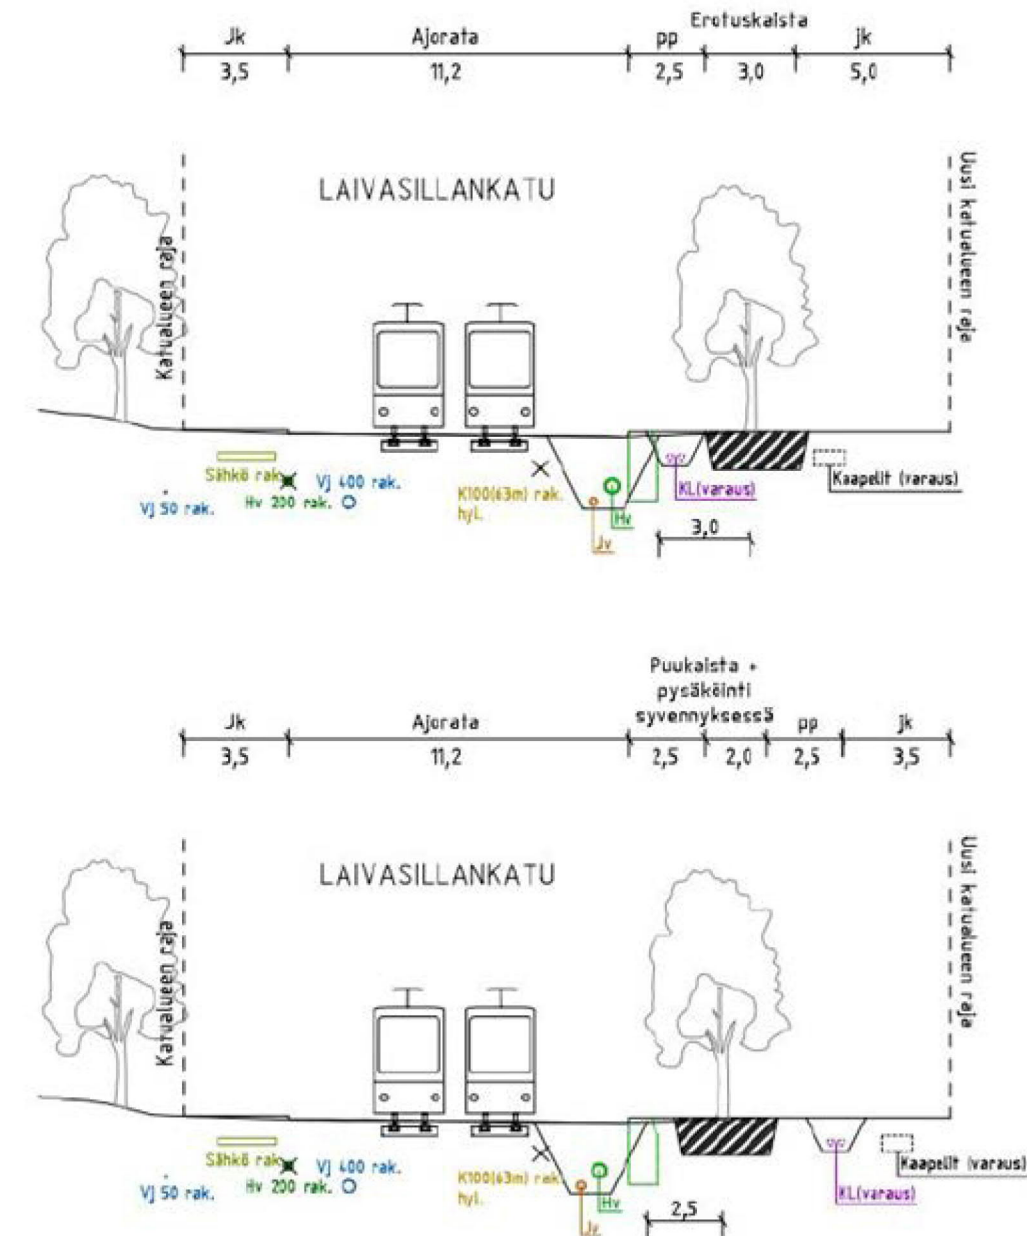 Erotuskaista
Jk Ajorata pp jk
3,5 11,2 2,5 3,0 5,0
LAIVASILLANKATU
Katualueen raja
Uusi katualueen raja
Sähkö rak.
Vj 400 rak.
Vj 50 rak.
Hv 200 rak.
K100(63m) rak.
hyl.
KL(varaus)
Kaapelit (varaus)
Hv
Jv
3,0
Puukaista +
pysäköinti
syvennyksessä
Jk Ajorata pp jk
3,5 11,2 2,5 2,0 2,5 3,5
LAIVASILLANKATU
Katualueen raja
Uusi katualueen raja
Sähkö rak.
Vj 400 rak.
Vj 50 rak.
Hv 200 rak.
K100(63m) rak.
hyl.
Kaapelit (varaus)
KL(varaus)
Hv
Jv
2,5